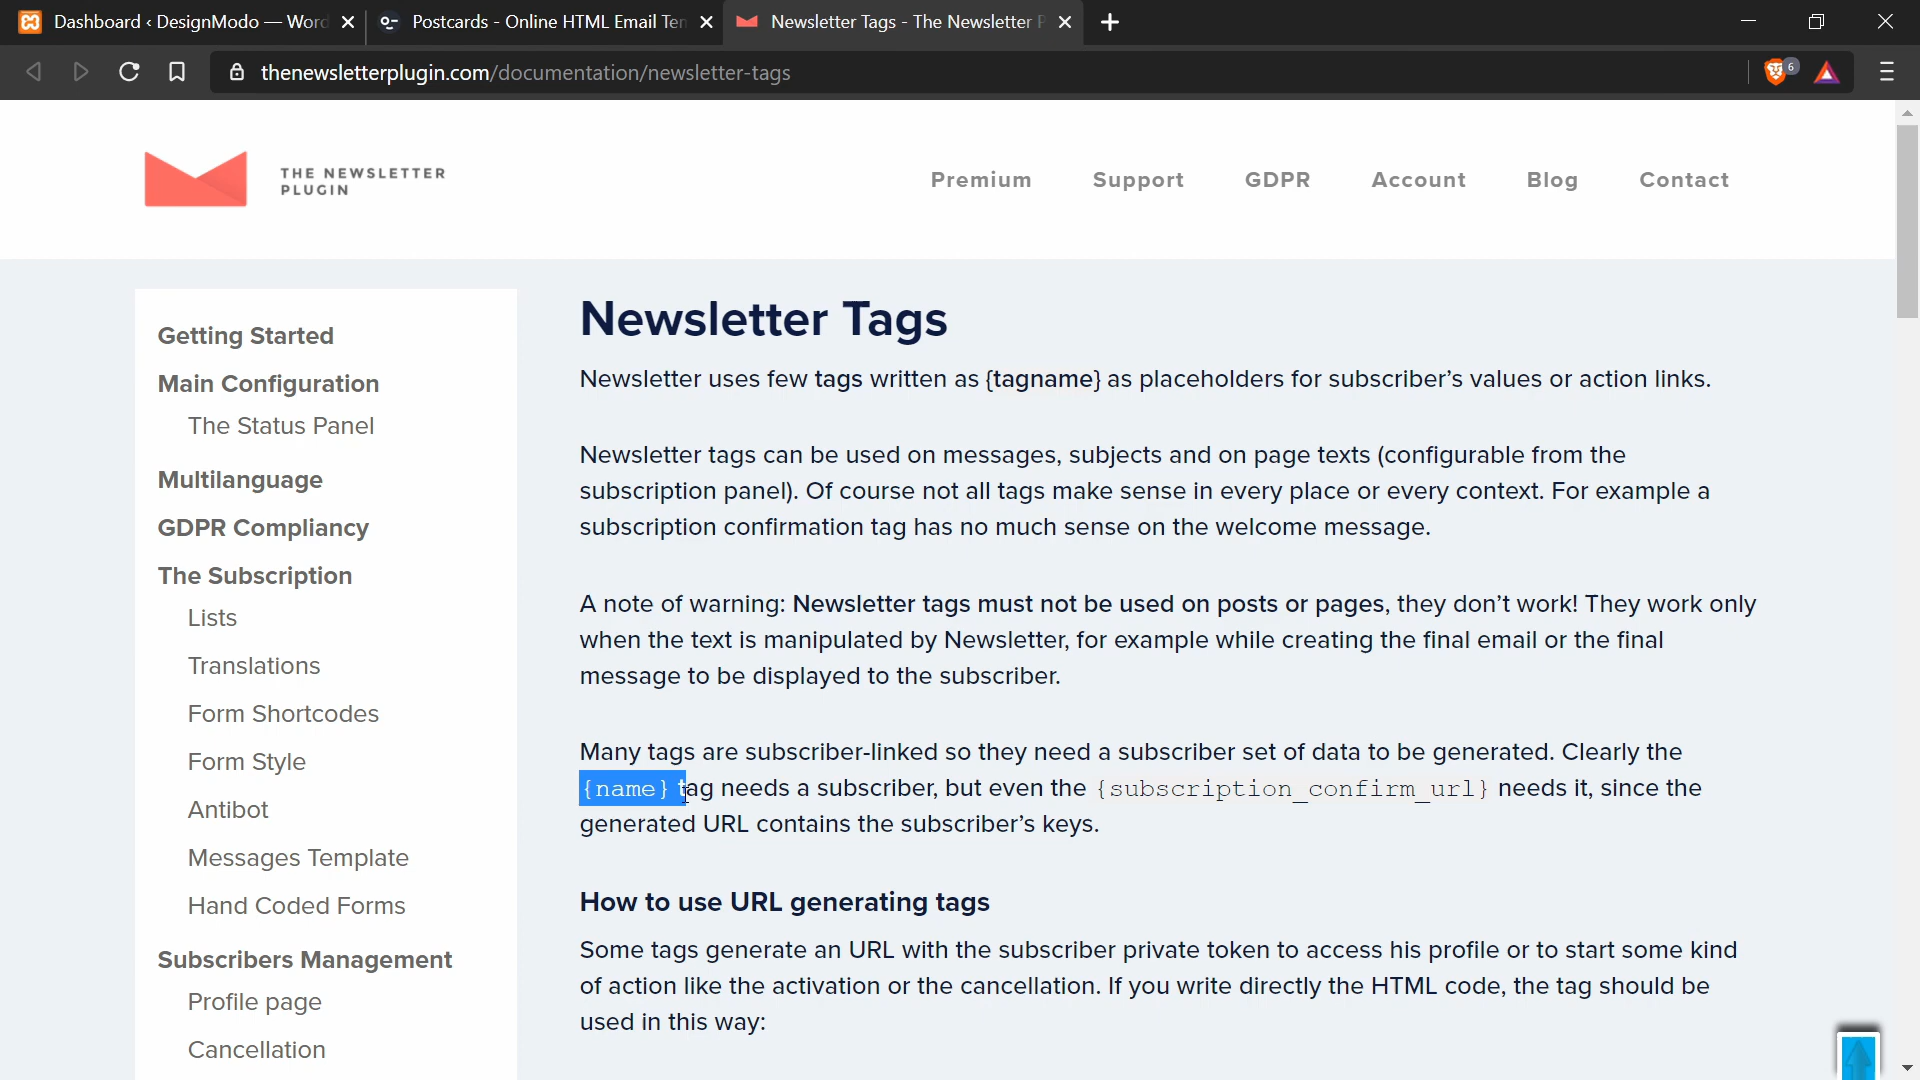 Dashboard ‹ DesignModo — Word
Postcards - Online HTML Email Ten
Newsletter Tags - The Newsletter P
thenewsletterplugin.com/documentation/newsletter-tags
6
THE NEWSLETTER
PLUGIN
Premium
Support
GDPR
Account
Blog
Contact
Getting Started
Main Configuration
The Status Panel
Multilanguage
GDPR Compliancy
The Subscription
Lists
Translations
Form Shortcodes
Form Style
Antibot
Messages Template
Hand Coded Forms
Subscribers Management
Profile page
Cancellation
Newsletter Tags
Newsletter uses few tags written as {tagname} as placeholders for subscriber’s values or action links.
Newsletter tags can be used on messages, subjects and on page texts (configurable from the
subscription panel). Of course not all tags make sense in every place or every context. For example a
subscription confirmation tag has no much sense on the welcome message.
A note of warning: Newsletter tags must not be used on posts or pages, they don’t work! They work only
when the text is manipulated by Newsletter, for example while creating the final email or the final
message to be displayed to the subscriber.
Many tags are subscriber-linked so they need a subscriber set of data to be generated. Clearly the
{name} tag needs a subscriber, but even the {subscription_confirm_url} needs it, since the
generated URL contains the subscriber’s keys.
How to use URL generating tags
Some tags generate an URL with the subscriber private token to access his profile or to start some kind
of action like the activation or the cancellation. If you write directly the HTML code, the tag should be
used in this way: